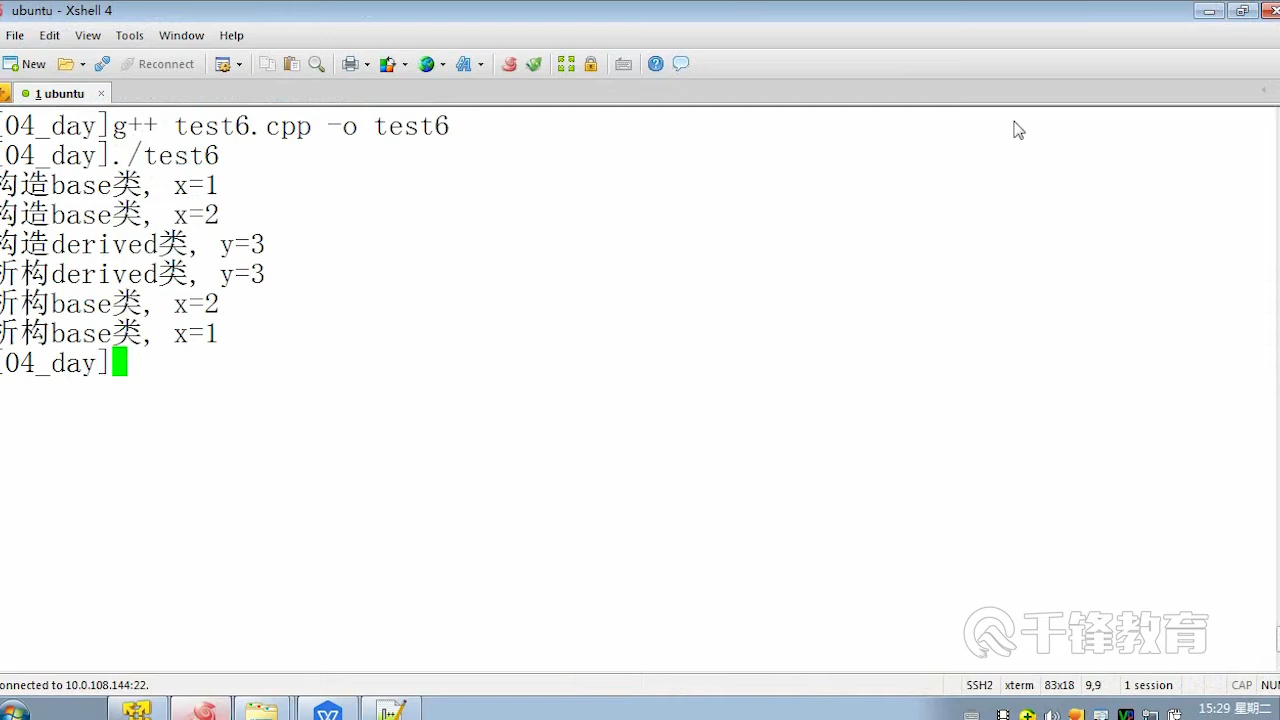 ubuntu - Xshell 4
File Edit View Tools Window Help
New Reconnect
1 ubuntu
[04_day]g++ test6.cpp -o test6
[04_day]./test6
构造base类, x=1
构造base类, x=2
构造derived类, y=3
析构derived类, y=3
析构base类, x=2
析构base类, x=1
[04_day]
千锋教育
onnected to 10.0.108.144:22. SSH2 xterm 83x18 9,9 1 session CAP NU
15:29 星期二